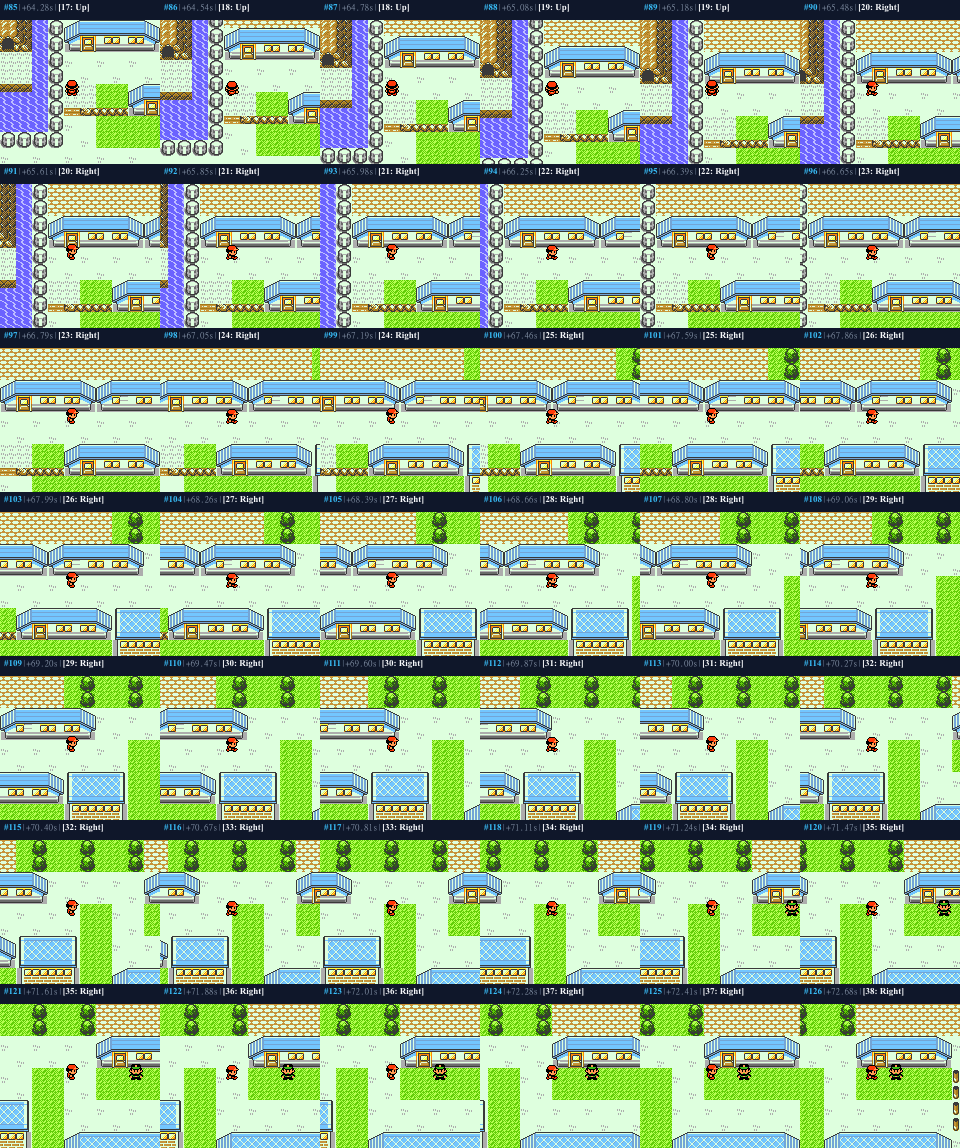 #85|+64.28s|[17: Up] #86|+64.54s|[18: Up] #87|+64.78s|[18: Up] #88|+65.08s|[19: Up] #89|+65.18s|[19: Up] #90|+65.48s|[20: Right]
#91|+65.61s|[20: Right] #92|+65.85s|[21: Right] #93|+65.98s|[21: Right] #94|+66.25s|[22: Right] #95|+66.39s|[22: Right] #96|+66.65s|[23: Right]
#97|+66.79s|[23: Right] #98|+67.05s|[24: Right] #99|+67.19s|[24: Right] #100|+67.46s|[25: Right] #101|+67.59s|[25: Right] #102|+67.86s|[26: Right]
#103|+67.99s|[26: Right] #104|+68.26s|[27: Right] #105|+68.39s|[27: Right] #106|+68.66s|[28: Right] #107|+68.80s|[28: Right] #108|+69.06s|[29: Right]
#109|+69.20s|[29: Right] #110|+69.47s|[30: Right] #111|+69.60s|[30: Right] #112|+69.87s|[31: Right] #113|+70.00s|[31: Right] #114|+70.27s|[32: Right]
#115|+70.40s|[32: Right] #116|+70.67s|[33: Right] #117|+70.81s|[33: Right] #118|+71.11s|[34: Right] #119|+71.24s|[34: Right] #120|+71.47s|[35: Right]
#121|+71.61s|[35: Right] #122|+71.88s|[36: Right] #123|+72.01s|[36: Right] #124|+72.28s|[37: Right] #125|+72.41s|[37: Right] #126|+72.68s|[38: Right]